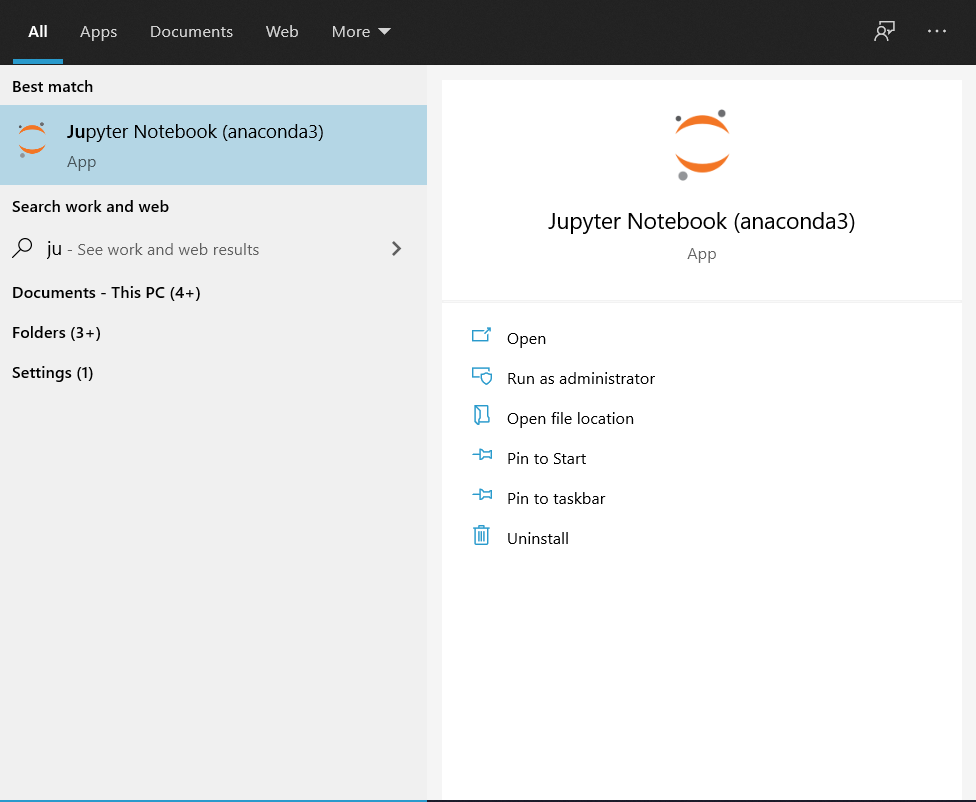 All Apps Documents Web More
Best match
Jupyter Notebook (anaconda3)
App
Search work and web
ju - See work and web results
Documents - This PC (4+)
Folders (3+)
Settings (1)
Jupyter Notebook (anaconda3)
App
Open
Run as administrator
Open file location
Pin to Start
Pin to taskbar
Uninstall